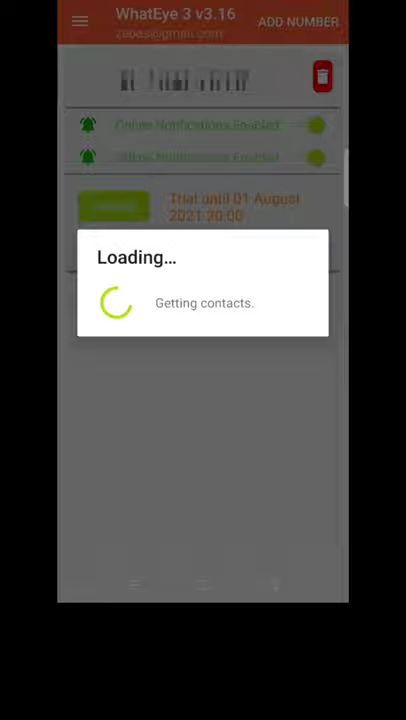 WhatEye 3 v3.16
ADD NUMBER
Online Notifications Enabled
Notifications Enabled
Trial until 01 August
2021 20:00
Loading...
Getting contacts.